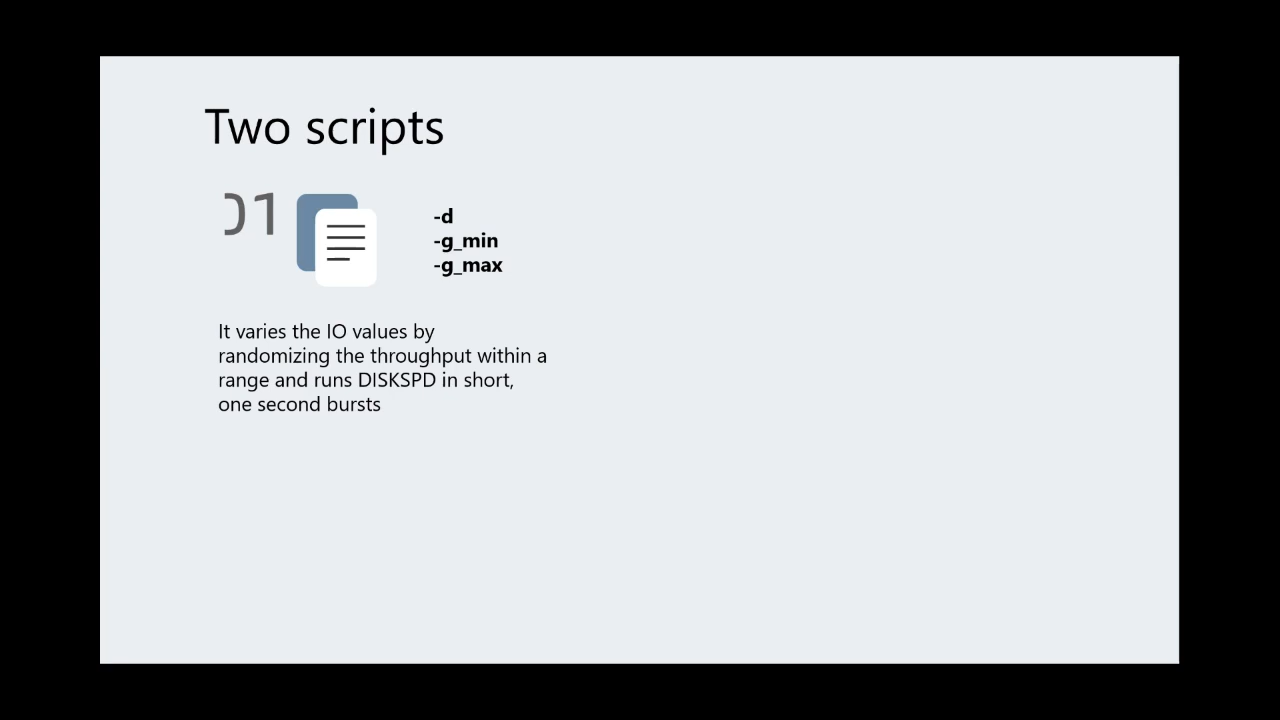 Two scripts
01
-d
-g_min
-g_max
It varies the IO values by
randomizing the throughput within a
range and runs DISKSPD in short,
one second bursts